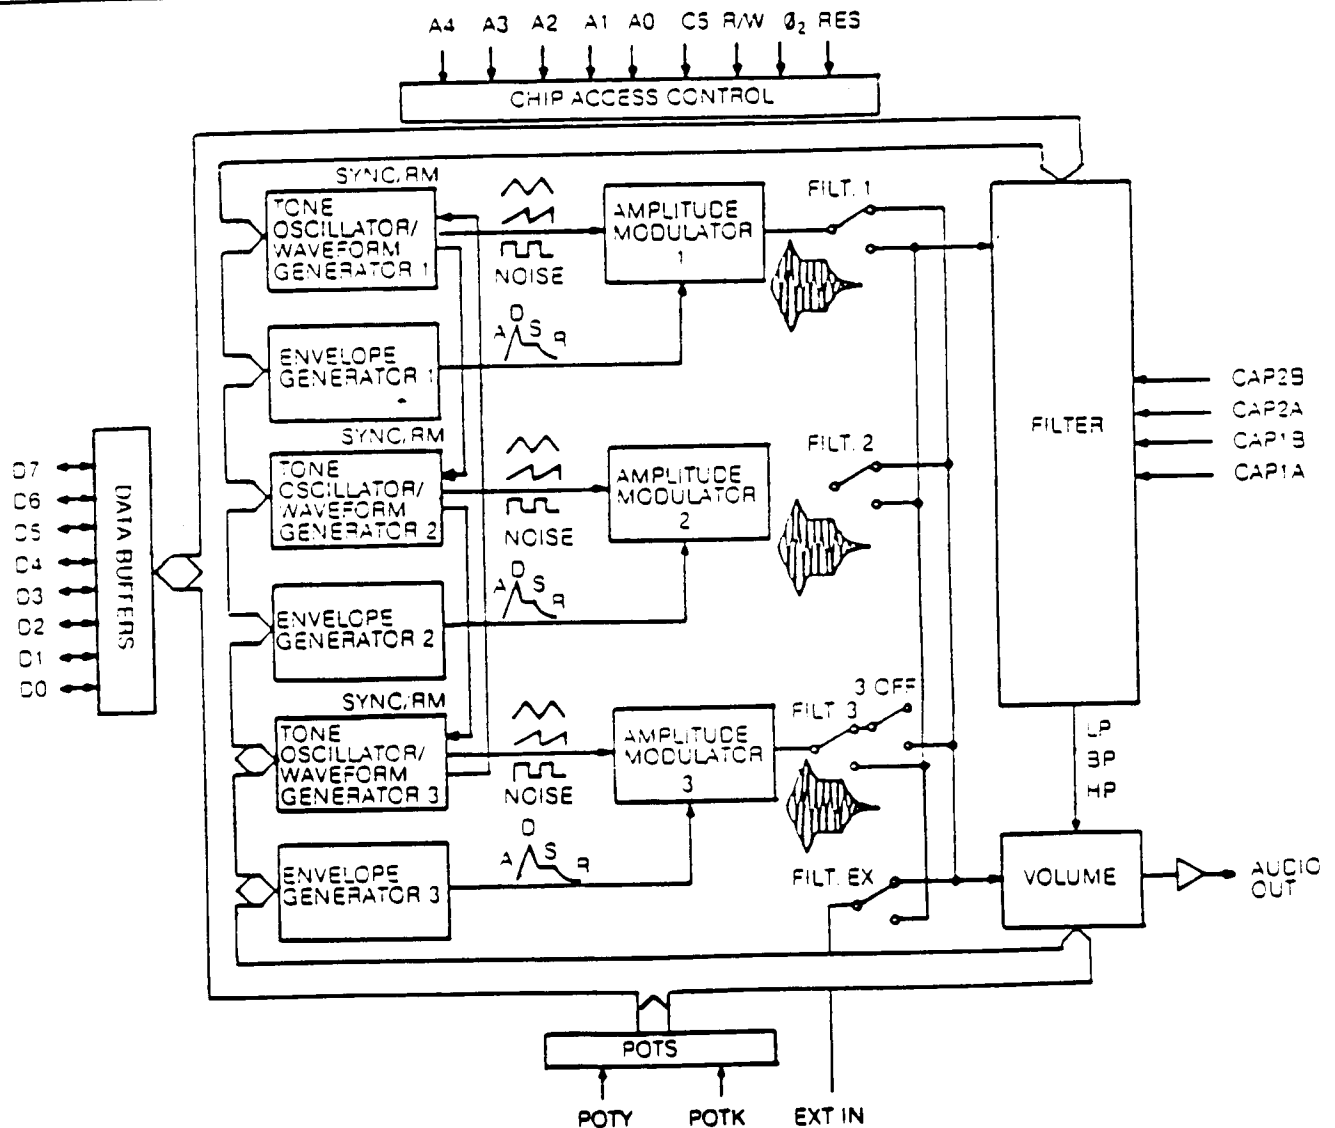 A4 A3 A2 A1 A0 CS R/W Ø2 RES
CHIP ACCESS CONTROL
SYNC/RM
TONE
OSCILLATOR/
WAVEFORM
GENERATOR 1
NOISE
AMPLITUDE
MODULATOR
1
FILT. 1
A D S R
ENVELOPE
GENERATOR 1
SYNC/RM
TONE
OSCILLATOR/
WAVEFORM
GENERATOR 2
NOISE
AMPLITUDE
MODULATOR
2
FILT. 2
A D S R
ENVELOPE
GENERATOR 2
SYNC/RM
TONE
OSCILLATOR/
WAVEFORM
GENERATOR 3
NOISE
AMPLITUDE
MODULATOR
3
FILT. 3
3 OFF
A D S R
ENVELOPE
GENERATOR 3
FILT. EX
D7
D6
D5
D4
D3
D2
D1
D0
DATA BUFFERS
FILTER
CAP2B
CAP2A
CAP1B
CAP1A
LP
BP
HP
VOLUME
AUDIO
OUT
POTS
POTY POTK EXT IN